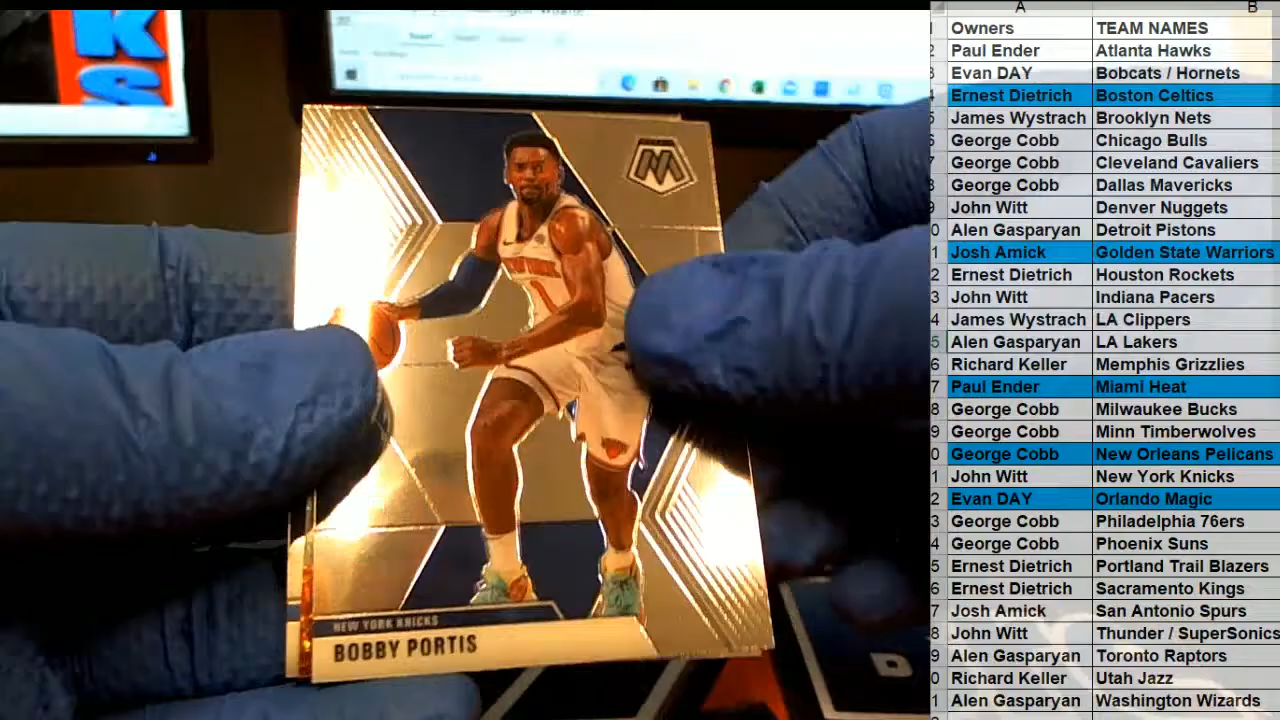 K
S
M
NEW YORK
1
NEW YORK KNICKS
BOBBY PORTIS
A B
Owners TEAM NAMES
Paul Ender Atlanta Hawks
Evan DAY Bobcats / Hornets
Ernest Dietrich Boston Celtics
James Wystrach Brooklyn Nets
George Cobb Chicago Bulls
George Cobb Cleveland Cavaliers
George Cobb Dallas Mavericks
John Witt Denver Nuggets
Alen Gasparyan Detroit Pistons
Josh Amick Golden State Warriors
Ernest Dietrich Houston Rockets
John Witt Indiana Pacers
James Wystrach LA Clippers
Alen Gasparyan LA Lakers
Richard Keller Memphis Grizzlies
Paul Ender Miami Heat
George Cobb Milwaukee Bucks
George Cobb Minn Timberwolves
George Cobb New Orleans Pelicans
John Witt New York Knicks
Evan DAY Orlando Magic
George Cobb Philadelphia 76ers
George Cobb Phoenix Suns
Ernest Dietrich Portland Trail Blazers
Ernest Dietrich Sacramento Kings
Josh Amick San Antonio Spurs
John Witt Thunder / SuperSonics
Alen Gasparyan Toronto Raptors
Richard Keller Utah Jazz
Alen Gasparyan Washington Wizards